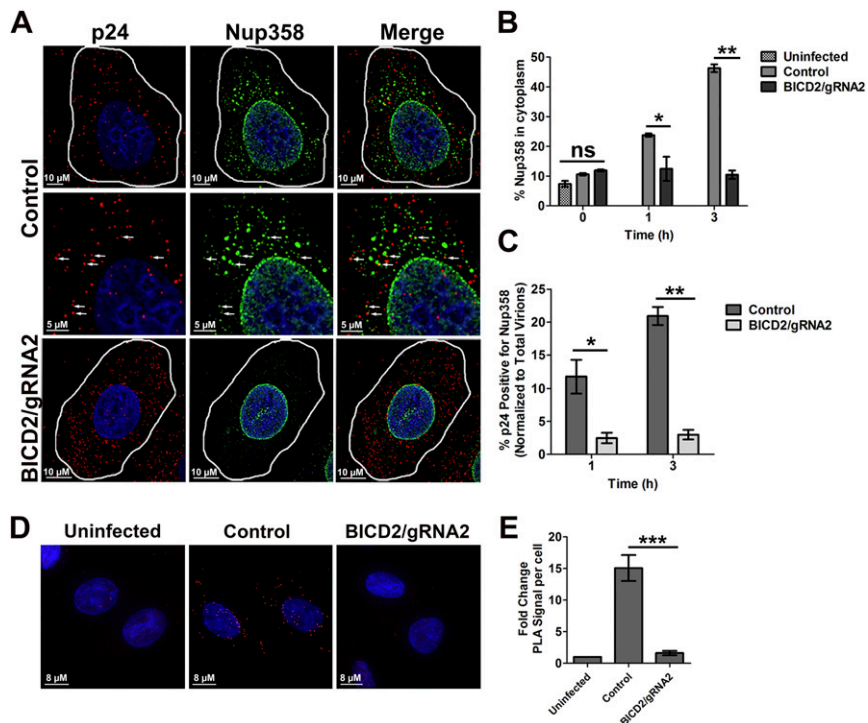 A
p24 Nup358 Merge
Control
10 µM 10 µM 10 µM
5 µM 5 µM 5 µM
BICD2/gRNA2
10 µM 10 µM 10 µM
B
% Nup358 in cytoplasm
50
40
30
20
10
0
ns * **
0 1 3
Time (h)
Uninfected
Control
BICD2/gRNA2
C
% p24 Positive for Nup358
(Normalized to Total Virions)
25
20
15
10
5
0
* **
1 3
Time (h)
Control
BICD2/gRNA2
D
Uninfected Control BICD2/gRNA2
8 µM 8 µM 8 µM
E
Fold Change
PLA Signal per cell
20
15
10
5
0
***
Uninfected
Control
BICD2/gRNA2